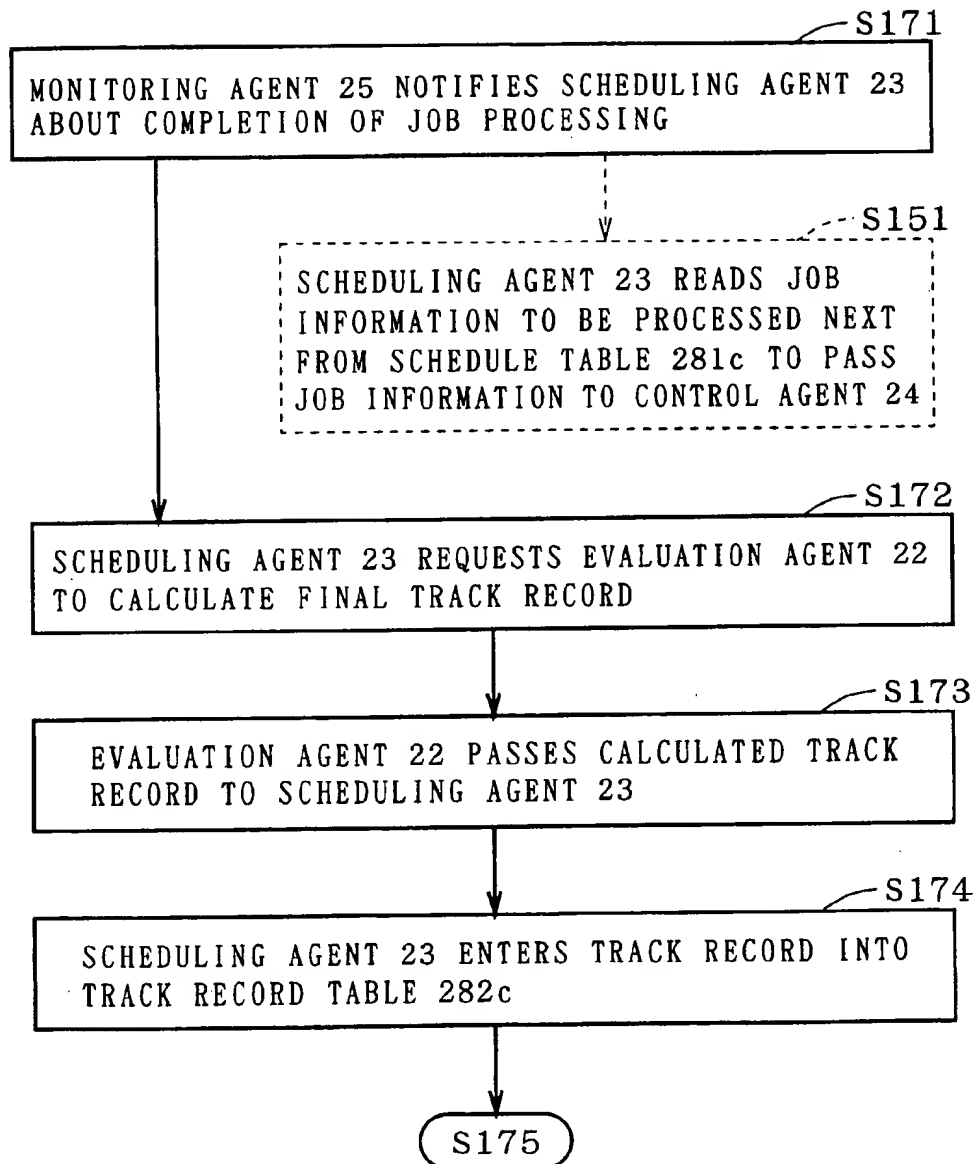 S171
MONITORING AGENT 25 NOTIFIES SCHEDULING AGENT 23
ABOUT COMPLETION OF JOB PROCESSING
S151
SCHEDULING AGENT 23 READS JOB
INFORMATION TO BE PROCESSED NEXT
FROM SCHEDULE TABLE 281c TO PASS
JOB INFORMATION TO CONTROL AGENT 24
S172
SCHEDULING AGENT 23 REQUESTS EVALUATION AGENT 22
TO CALCULATE FINAL TRACK RECORD
S173
EVALUATION AGENT 22 PASSES CALCULATED TRACK
RECORD TO SCHEDULING AGENT 23
S174
SCHEDULING AGENT 23 ENTERS TRACK RECORD INTO
TRACK RECORD TABLE 282c
S175